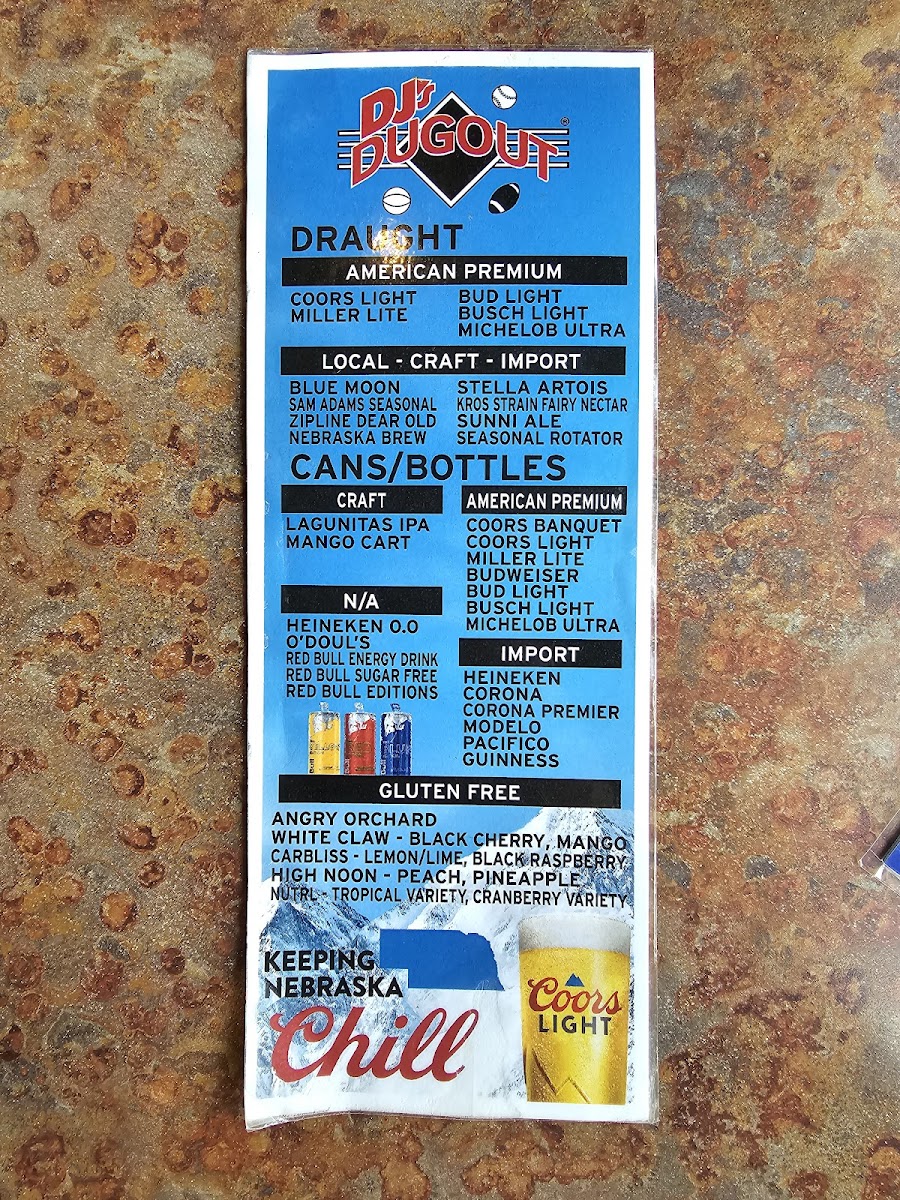 DJ's
DUGOUT
®
DRAUGHT
AMERICAN PREMIUM
COORS LIGHT
MILLER LITE
BUD LIGHT
BUSCH LIGHT
MICHELOB ULTRA
LOCAL - CRAFT - IMPORT
BLUE MOON
SAM ADAMS SEASONAL
ZIPLINE DEAR OLD
NEBRASKA BREW
STELLA ARTOIS
KROS STRAIN FAIRY NECTAR
SUNNI ALE
SEASONAL ROTATOR
CANS/BOTTLES
CRAFT
LAGUNITAS IPA
MANGO CART
N/A
HEINEKEN 0.0
O'DOUL'S
RED BULL ENERGY DRINK
RED BULL SUGAR FREE
RED BULL EDITIONS
AMERICAN PREMIUM
COORS BANQUET
COORS LIGHT
MILLER LITE
BUDWEISER
BUD LIGHT
BUSCH LIGHT
MICHELOB ULTRA
IMPORT
HEINEKEN
CORONA
CORONA PREMIER
MODELO
PACIFICO
GUINNESS
GLUTEN FREE
ANGRY ORCHARD
WHITE CLAW - BLACK CHERRY, MANGO
CARBLISS - LEMON/LIME, BLACK RASPBERRY
HIGH NOON - PEACH, PINEAPPLE
NUTRL - TROPICAL VARIETY, CRANBERRY VARIETY
KEEPING
NEBRASKA
Chill
Coors
LIGHT